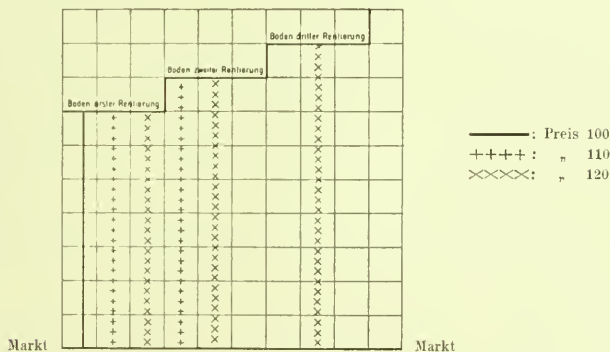 Boden dritter Rentierung
Boden zweiter Rentierung
Boden erster Rentierung
———: Preis 100
++++: „ 110
××××: „ 120
Markt Markt